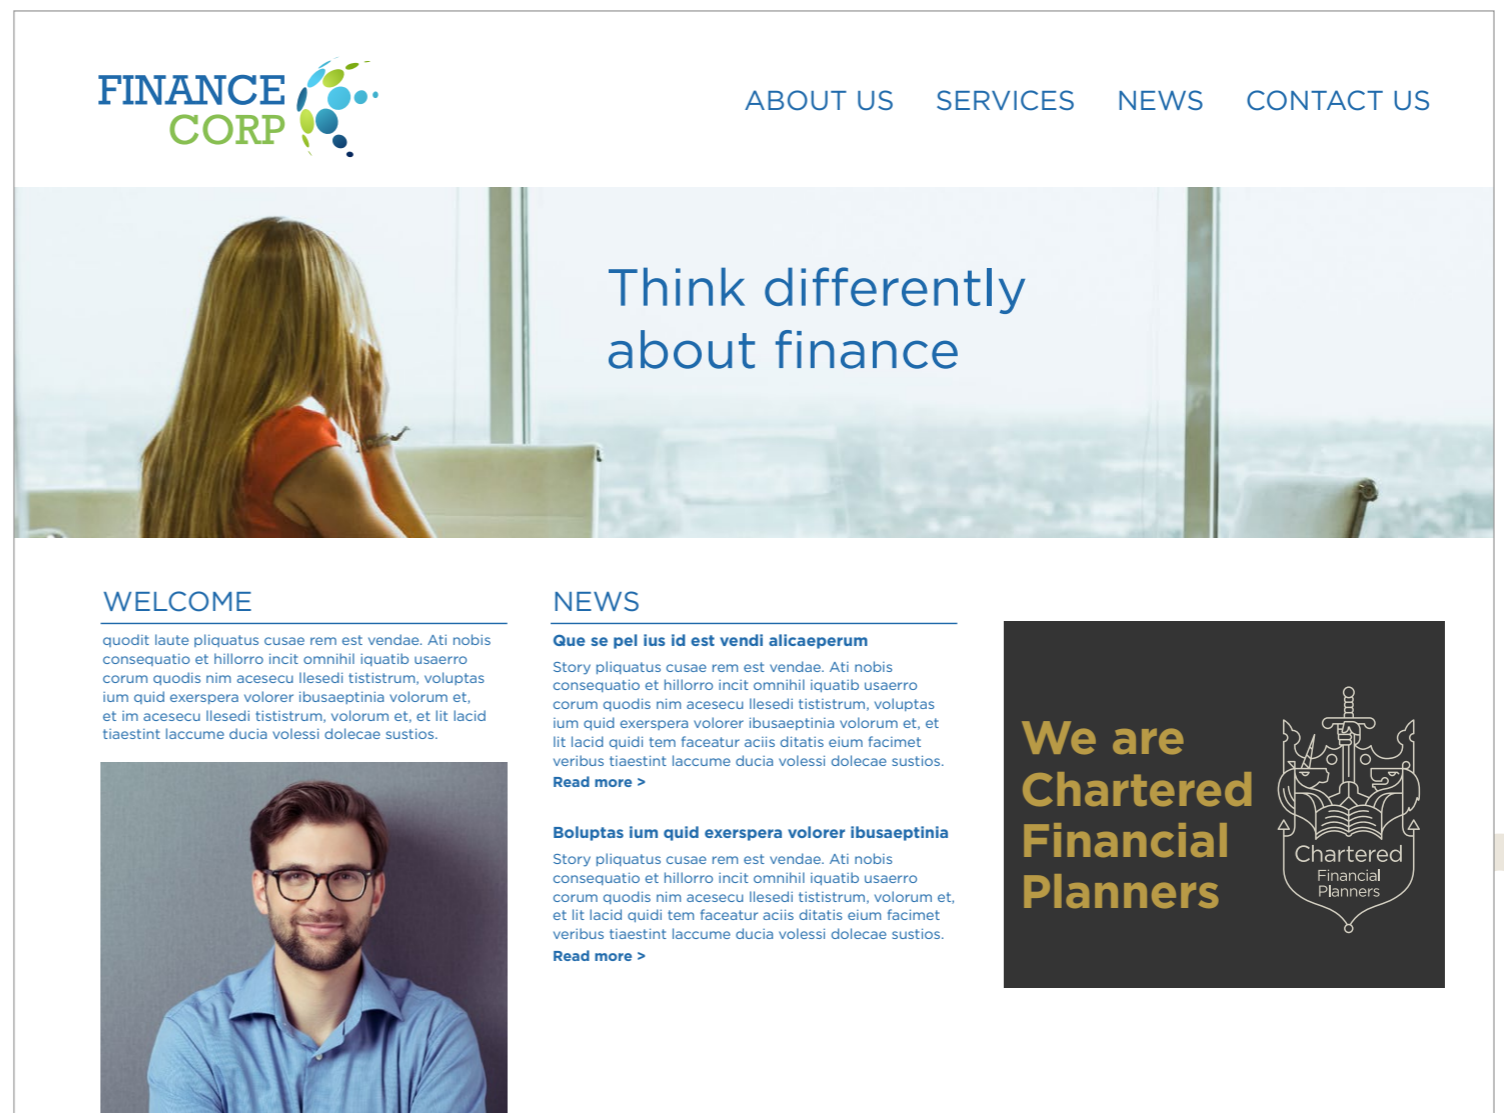 FINANCE
CORP
ABOUT US SERVICES NEWS CONTACT US
Think differently
about finance
WELCOME
quodit laute pliquatus cusae rem est vendae. Ati nobis
consequatio et hillorro incit omnihil iquatib usaerro
corum quodis nim acesecu llesedi tististrum, voluptas
ium quid exerspera volorer ibusaeptinia volorum et,
et im acesecu llesedi tististrum, volorum et, et lit lacid
tiaestint laccume ducia volessi dolecae sustios.
NEWS
Que se pel ius id est vendi alicaeperum
Story pliquatus cusae rem est vendae. Ati nobis
consequatio et hillorro incit omnihil iquatib usaerro
corum quodis nim acesecu llesedi tististrum, voluptas
ium quid exerspera volorer ibusaeptinia volorum et, et
lit lacid quidi tem faceatur aciis ditatis eium facimet
veribus tiaestint laccume ducia volessi dolecae sustios.
Read more >
Boluptas ium quid exerspera volorer ibusaeptinia
Story pliquatus cusae rem est vendae. Ati nobis
consequatio et hillorro incit omnihil iquatib usaerro
corum quodis nim acesecu llesedi tististrum, volorum et,
et lit lacid quidi tem faceatur aciis ditatis eium facimet
veribus tiaestint laccume ducia volessi dolecae sustios.
Read more >
We are
Chartered
Financial
Planners
Chartered
Financial
Planners